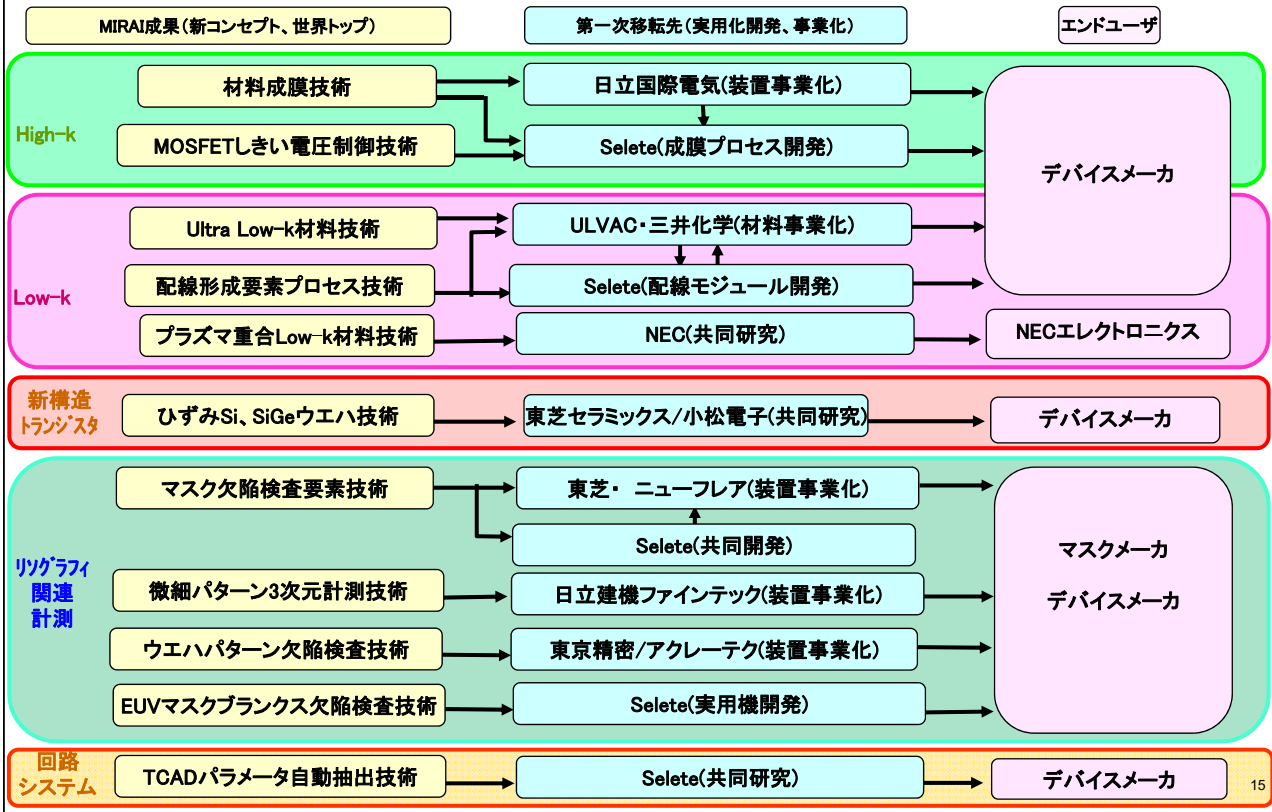 MIRAI成果(新コンセプト、世界トップ)
第一次移転先(実用化開発、事業化)
エンドユーザ
High-k
材料成膜技術
日立国際電気(装置事業化)
MOSFETしきい電圧制御技術
Selete(成膜プロセス開発)
デバイスメーカ
Low-k
Ultra Low-k材料技術
ULVAC・三井化学(材料事業化)
配線形成要素プロセス技術
Selete(配線モジュール開発)
プラズマ重合Low-k材料技術
NEC(共同研究)
NECエレクトロニクス
新構造
トランジスタ
ひずみSi、SiGeウエハ技術
東芝セラミックス/小松電子(共同研究)
デバイスメーカ
リソグラフィ
関連
計測
マスク欠陥検査要素技術
東芝・ ニューフレア(装置事業化)
Selete(共同開発)
微細パターン3次元計測技術
日立建機ファインテック(装置事業化)
ウエハパターン欠陥検査技術
東京精密/アクレーテク(装置事業化)
EUVマスクブランクス欠陥検査技術
Selete(実用機開発)
マスクメーカ
デバイスメーカ
回路
システム
TCADパラメータ自動抽出技術
Selete(共同研究)
デバイスメーカ
15